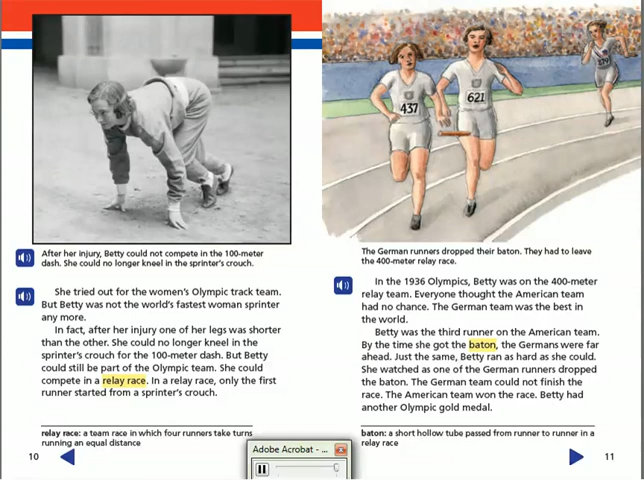 437
621
279
After her injury, Betty could not compete in the 100-meter
dash. She could no longer kneel in the sprinter's crouch.
She tried out for the women's Olympic track team.
But Betty was not the world's fastest woman sprinter
any more.
In fact, after her injury one of her legs was shorter
than the other. She could no longer kneel in the
sprinter's crouch for the 100-meter dash. But Betty
could still be part of the Olympic team. She could
compete in a relay race. In a relay race, only the first
runner started from a sprinter's crouch.
relay race: a team race in which four runners take turns
running an equal distance
10
The German runners dropped their baton. They had to leave
the 400-meter relay race.
In the 1936 Olympics, Betty was on the 400-meter
relay team. Everyone thought the American team
had no chance. The German team was the best in
the world.
Betty was the third runner on the American team.
By the time she got the baton, the Germans were far
ahead. Just the same, Betty ran as hard as she could.
She watched as one of the German runners dropped
the baton. The German team could not finish the
race. The American team won the race. Betty had
another Olympic gold medal.
baton: a short hollow tube passed from runner to runner in a
relay race
11
Adobe Acrobat - ...